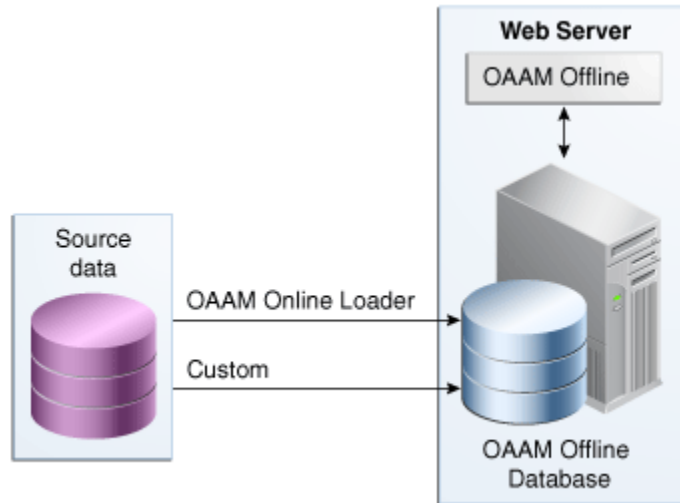 Web Server
OAAM Offline
Source
data
OAAM Online Loader
Custom
OAAM Offline
Database